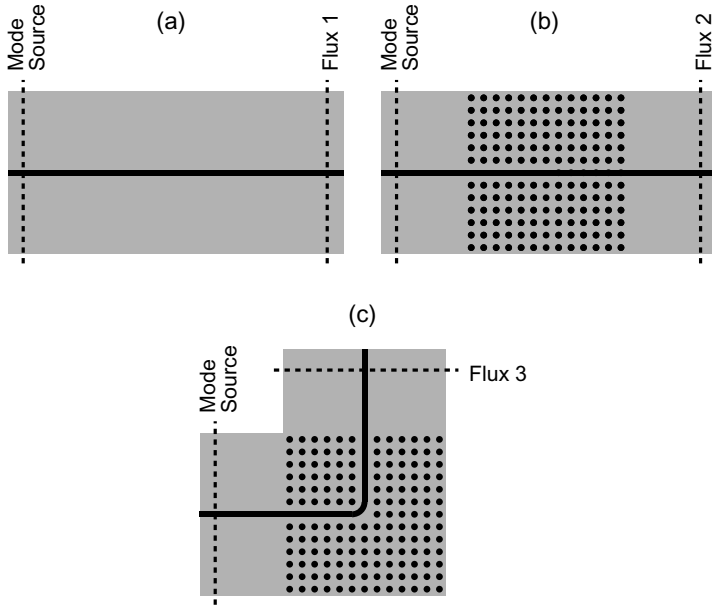 (a)
Mode
Source
Flux 1
(b)
Mode
Source
Flux 2
(c)
Mode
Source
Flux 3